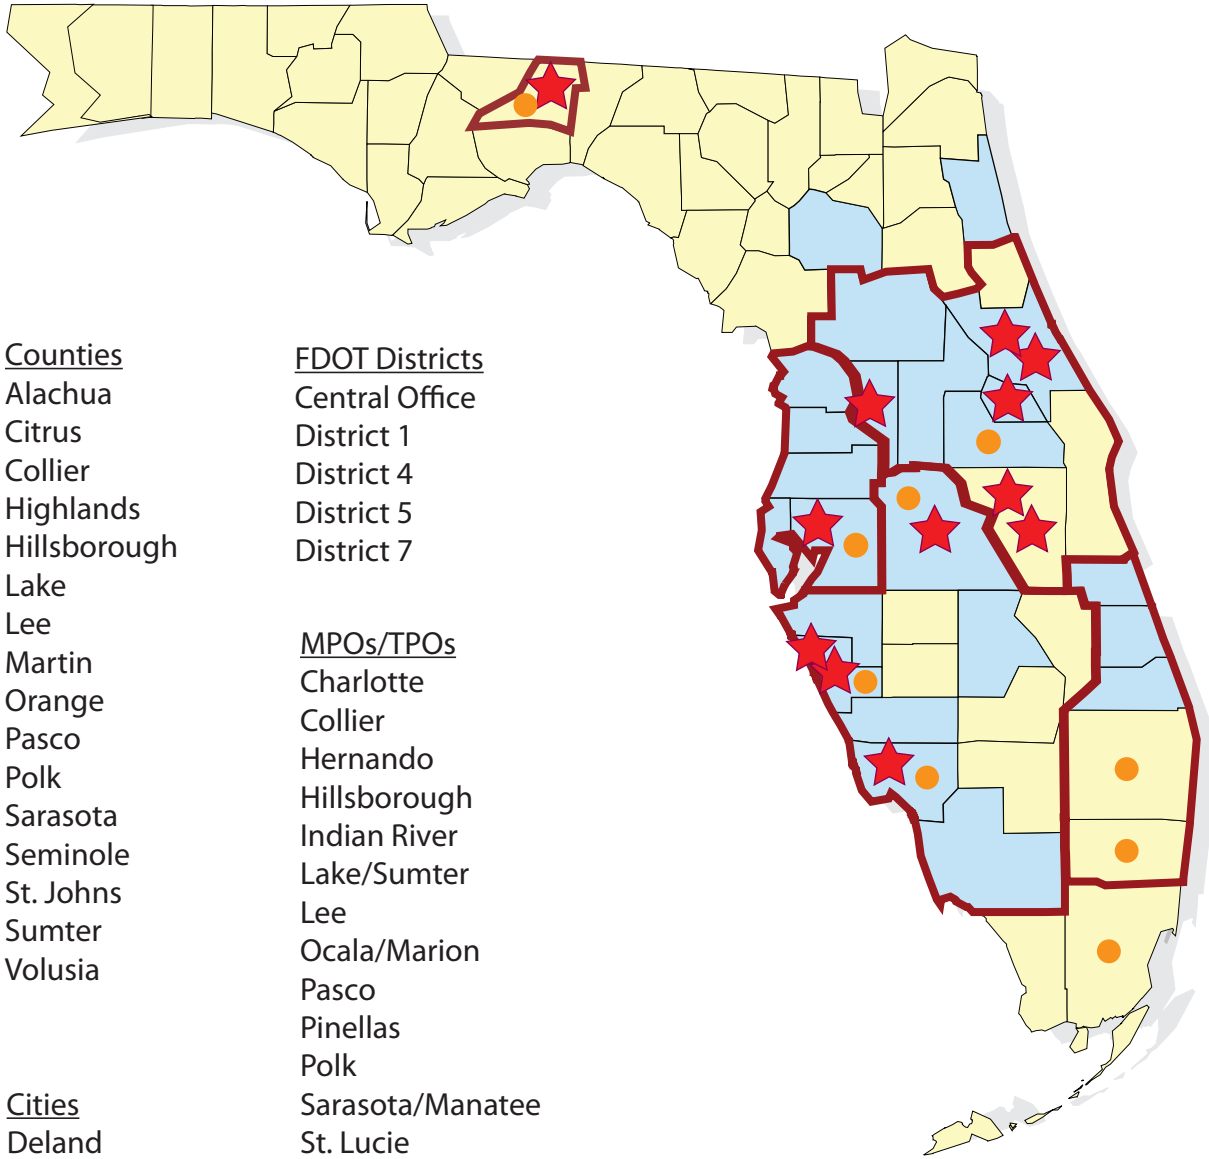 Counties
Alachua
Citrus
Collier
Highlands
Hillsborough
Lake
Lee
Martin
Orange
Pasco
Polk
Sarasota
Seminole
St. Johns
Sumter
Volusia
Cities
Deland
FDOT Districts
Central Office
District 1
District 4
District 5
District 7
MPOs/TPOs
Charlotte
Collier
Hernando
Hillsborough
Indian River
Lake/Sumter
Lee
Ocala/Marion
Pasco
Pinellas
Polk
Sarasota/Manatee
St. Lucie